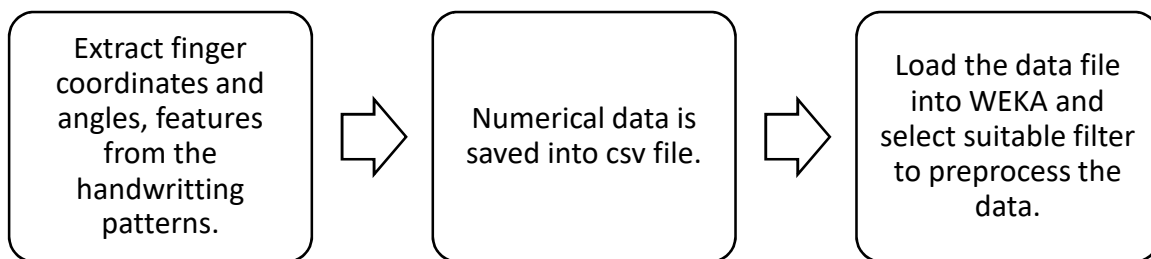 Extract finger
coordinates and
angles, features
from the
handwritting
patterns.
Numerical data is
saved into csv file.
Load the data file
into WEKA and
select suitable filter
to preprocess the
data.